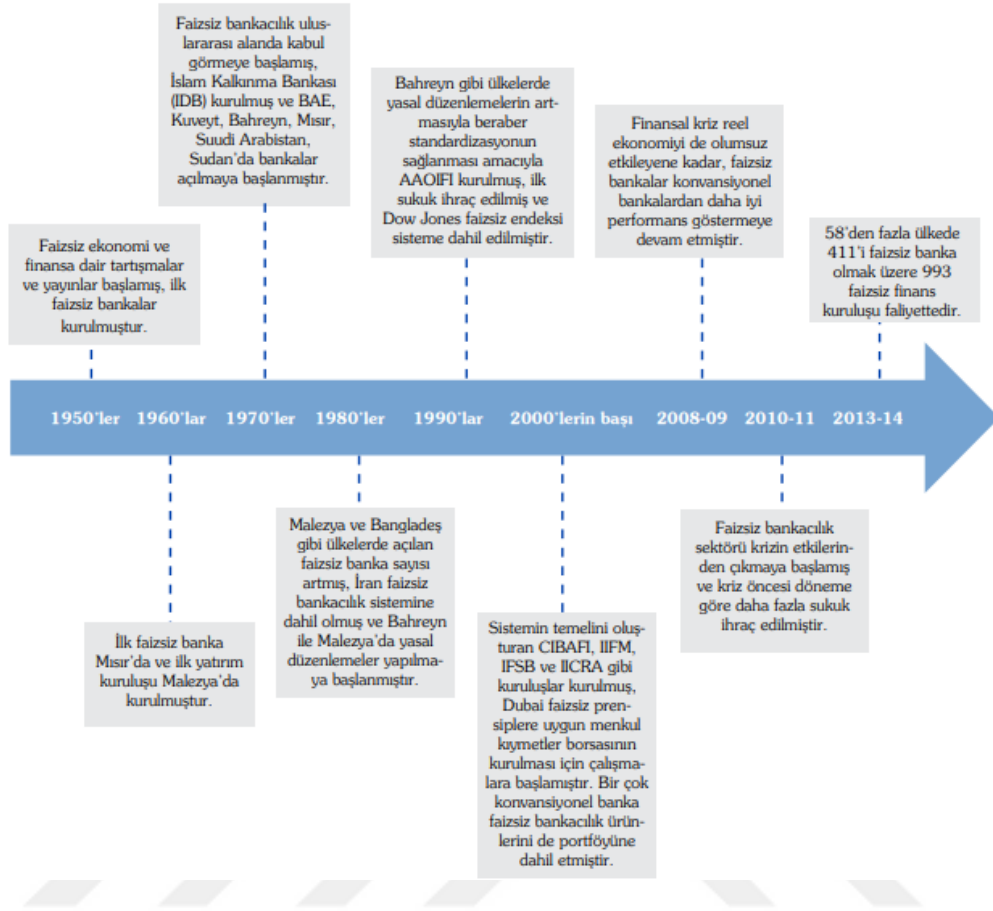 Faizsiz bankacılık ulus-
lararası alanda kabul
görmeye başlamış,
İslam Kalkınma Bankası
(IDB) kurulmuş ve BAE,
Kuveyt, Bahreyn, Mısır,
Suudi Arabistan,
Sudan'da bankalar
açılmaya başlanmıştır.
Bahreyn gibi ülkelerde
yasal düzenlemelerin art-
masıyla beraber
standardizasyonun
sağlanması amacıyla
AAOIFI kurulmuş, ilk
sukuk ihraç edilmiş ve
Dow Jones faizsiz endeksi
sisteme dahil edilmiştir.
Finansal kriz reel
ekonomiyi de olumsuz
etkileyene kadar, faizsiz
bankalar konvansiyonel
bankalardan daha iyi
performans göstermeye
devam etmiştir.
58'den fazla ülkede
411'i faizsiz banka
olmak üzere 993
faizsiz finans
kuruluşu faliyettedir.
Faizsiz ekonomi ve
finansa dair tartışmalar
ve yayınlar başlamış, ilk
faizsiz bankalar
kurulmuştur.
1950'ler 1960'lar 1970'ler 1980'ler 1990'lar 2000'lerin başı 2008-09 2010-11 2013-14
İlk faizsiz banka
Mısır'da ve ilk yatırım
kuruluşu Malezya'da
kurulmuştur.
Malezya ve Bangladeş
gibi ülkelerde açılan
faizsiz banka sayısı
artmış, İran faizsiz
bankacılık sistemine
dahil olmuş ve Bahreyn
ile Malezya'da yasal
düzenlemeler yapılma-
ya başlanmıştır.
Sistemin temelini oluş-
turan CIBAFI, IIFM,
IFSB ve IICRA gibi
kuruluşlar kurulmuş,
Dubai faizsiz pren-
siplere uygun menkul
kıymetler borsasının
kurulması için çalışma-
lara başlamıştır. Bir çok
konvansiyonel banka
faizsiz bankacılık ürün-
lerini de portföyüne
dahil etmiştir.
Faizsiz bankacılık
sektörü krizin etkilerin-
den çıkmaya başlamış
ve kriz öncesi döneme
göre daha fazla sukuk
ihraç edilmiştir.